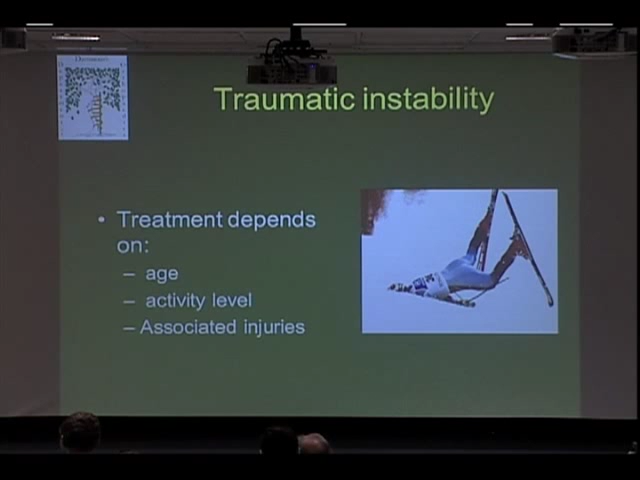 Traumatic instability
• Treatment depends
on:
– age
– activity level
– Associated injuries